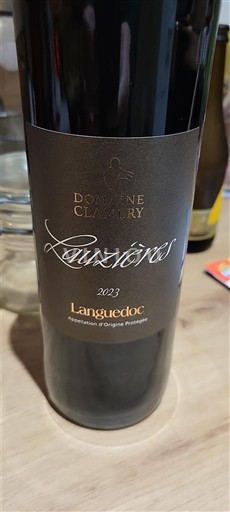 DOMAINE
CLAVERY
Lauzières
2023
Languedoc
Appellation d'Origine Protégée